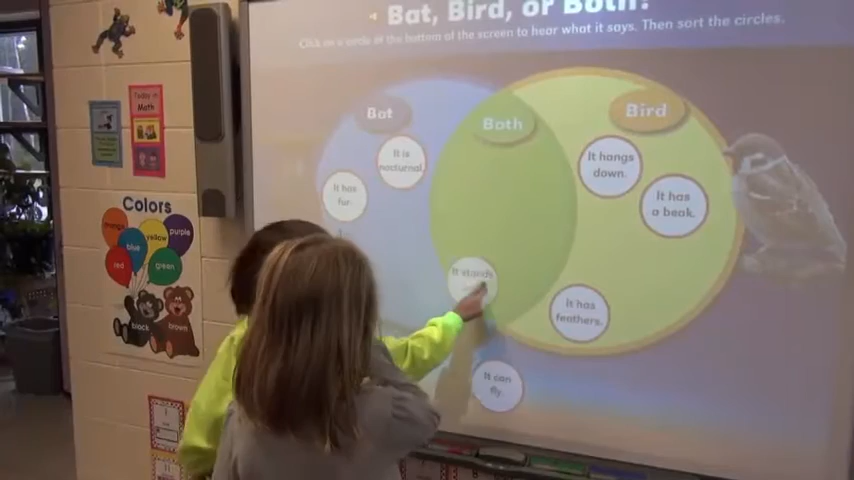 Bat, Bird, or Both?
Click on a circle at the bottom of the screen to hear what it says. Then sort the circles.
Bat
Both
Bird
It is
nocturnal.
It has
fur.
It hangs
down.
It has
a beak.
It stands
It has
feathers.
It can
fly.
Today in
Math
Colors
orange
yellow
purple
blue
red
green
black
brown